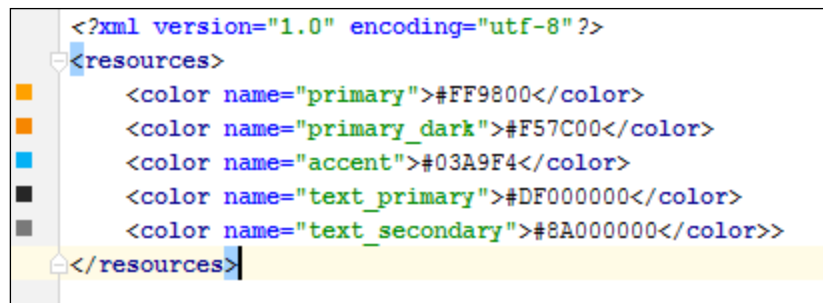 <?xml version="1.0" encoding="utf-8"?>
<resources>
<color name="primary">#FF9800</color>
<color name="primary_dark">#F57C00</color>
<color name="accent">#03A9F4</color>
<color name="text_primary">#DF000000</color>
<color name="text_secondary">#8A000000</color>>
</resources>